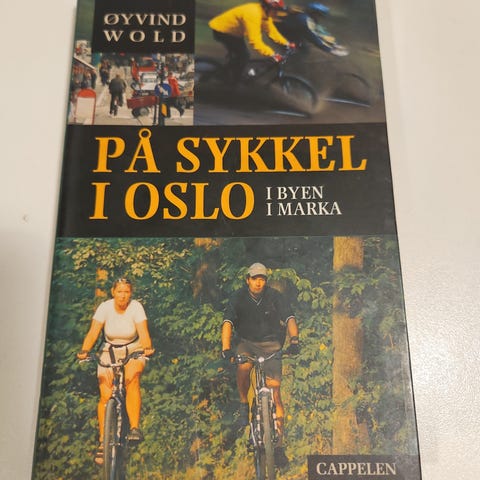 ØYVIND
WOLD
PÅ SYKKEL
I OSLO
I BYEN
I MARKA
CAPPELEN